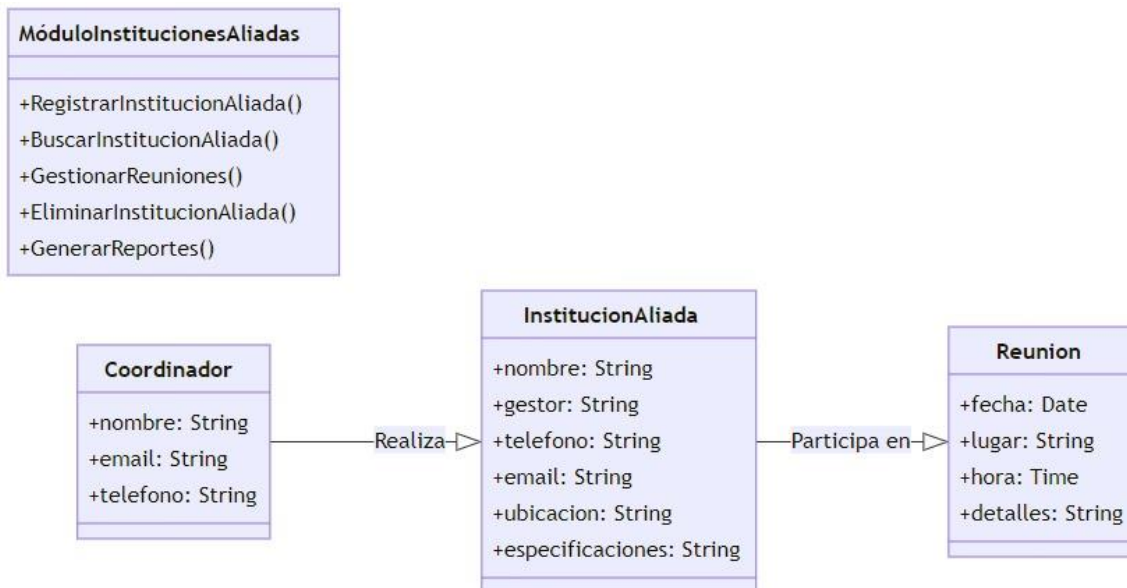 MóduloInstitucionesAliadas
+RegistrarInstitucionAliada()
+BuscarInstitucionAliada()
+GestionarReuniones()
+EliminarInstitucionAliada()
+GenerarReportes()
Coordinador
+nombre: String
+email: String
+telefono: String
Realiza
InstitucionAliada
+nombre: String
+gestor: String
+telefono: String
+email: String
+ubicacion: String
+especificaciones: String
Participa en
Reunion
+fecha: Date
+lugar: String
+hora: Time
+detalles: String